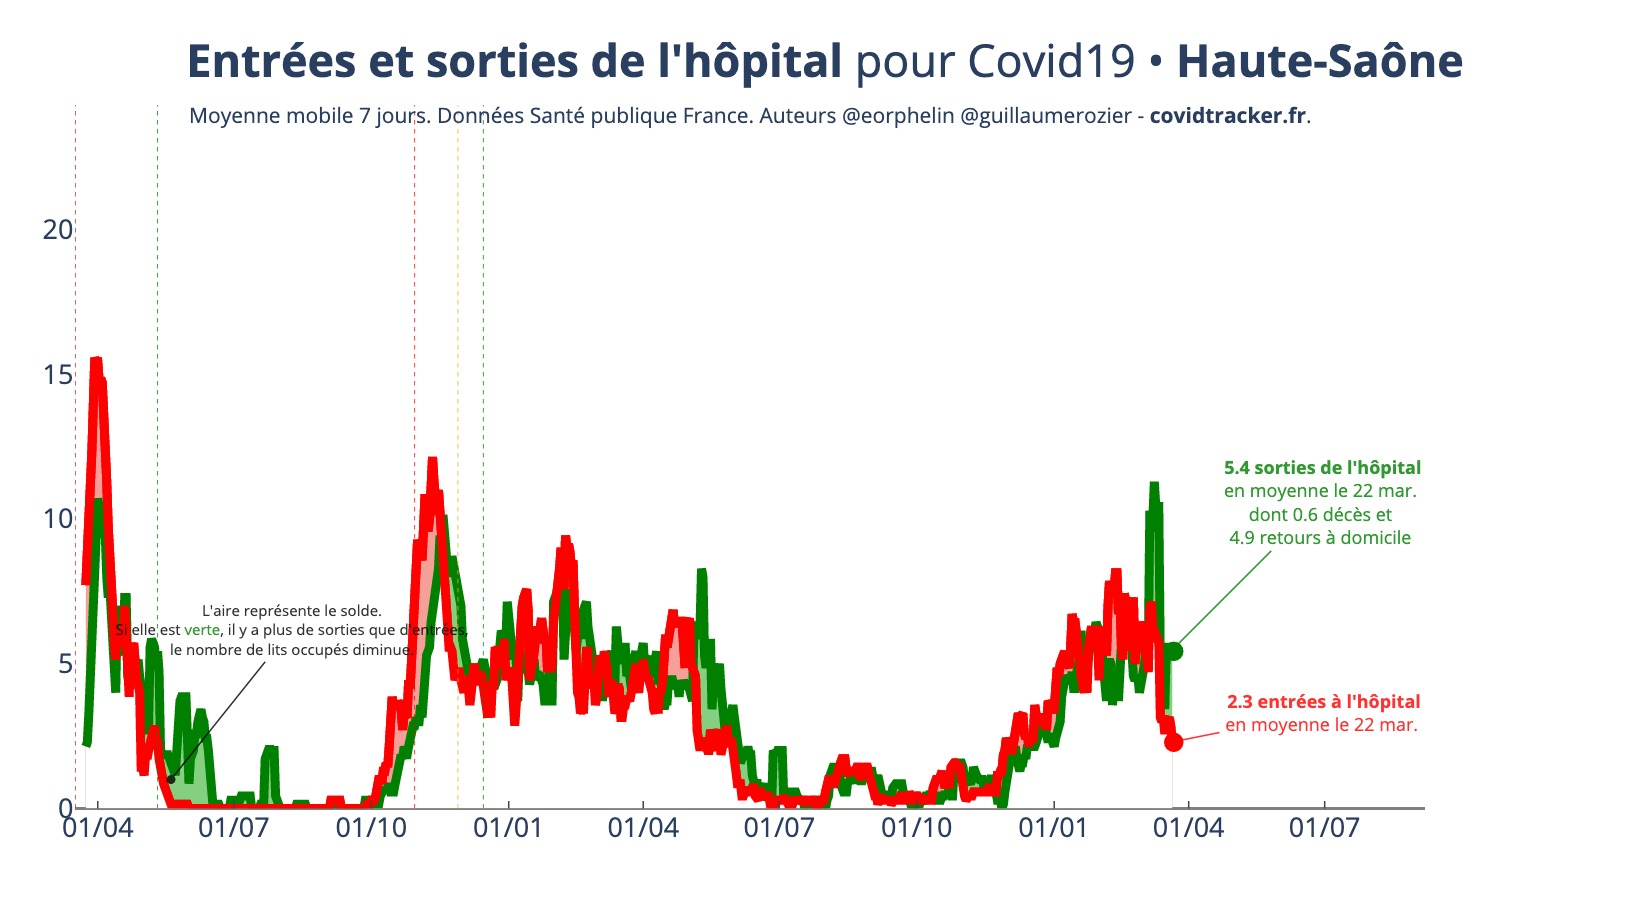 Entrées et sorties de l'hôpital pour Covid19 • Haute-Saône
Moyenne mobile 7 jours. Données Santé publique France. Auteurs @eorphelin @guillaumerozier - covidtracker.fr.
20
15
10
5
0
5.4 sorties de l'hôpital
en moyenne le 22 mar.
dont 0.6 décès et
4.9 retours à domicile
L'aire représente le solde.
Si elle est verte, il y a plus de sorties que d'entrées,
le nombre de lits occupés diminue.
2.3 entrées à l'hôpital
en moyenne le 22 mar.
01/04 01/07 01/10 01/01 01/04 01/07 01/10 01/01 01/04 01/07